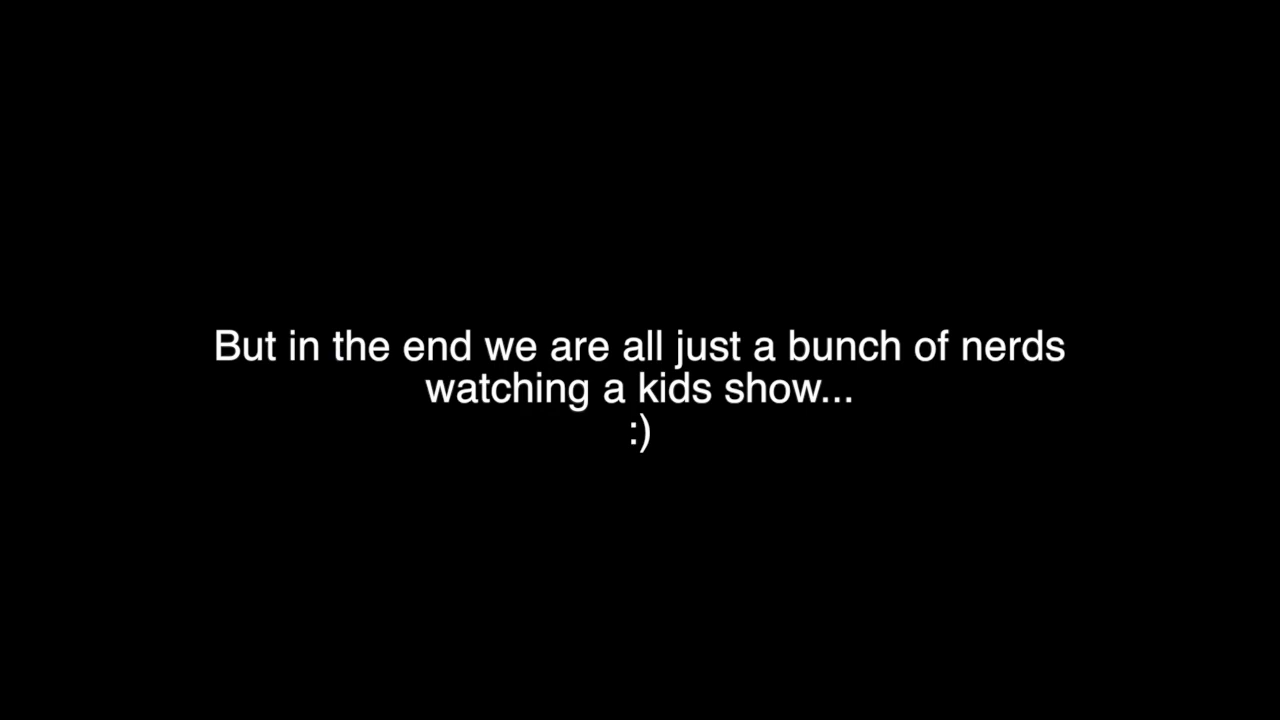 But in the end we are all just a bunch of nerds
watching a kids show...
:)